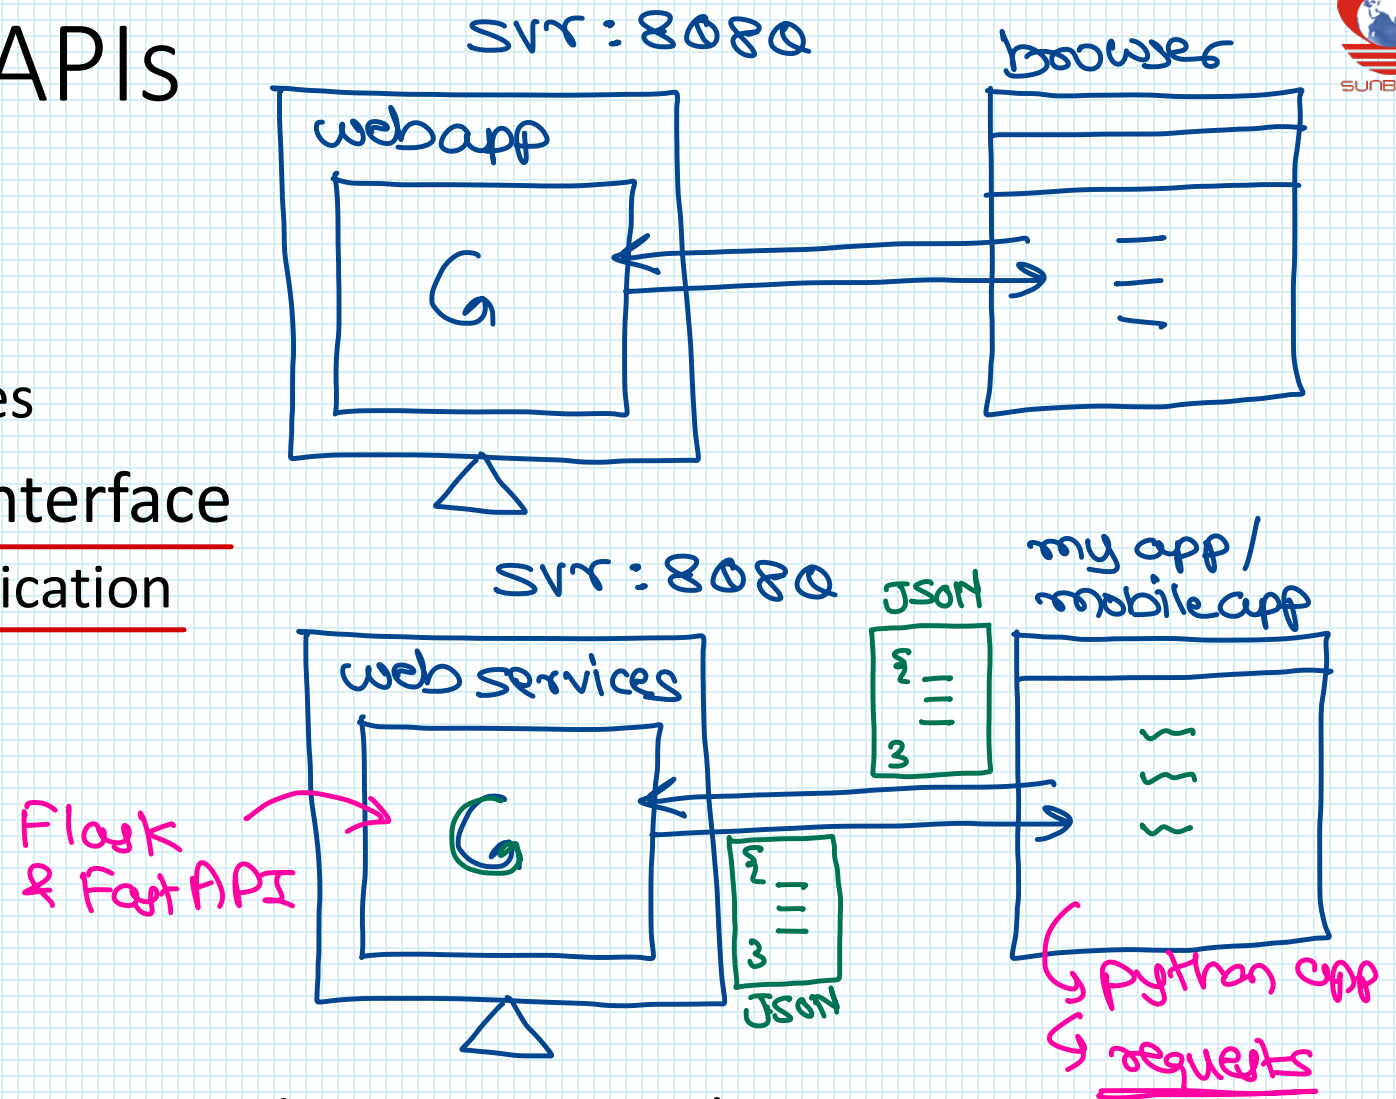 APIs
svr:8080
browser
SUNB
webapp
es
nterface
ication
svr:8080
my app/
mobile app
JSON
{
}
web services
Flask
& FastAPI
{
}
JSON
python app
requests